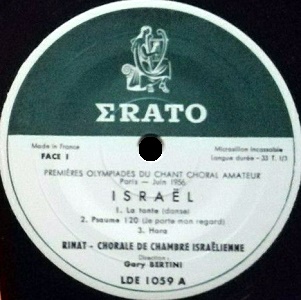 ΣRATO
Made in France
FACE 1
Microsillon Incassable
Longue durée - 33 T. 1/3
PREMIÈRES OLYMPIADES DU CHANT CHORAL AMATEUR
Paris — Juin 1956
ISRAËL
1. La tonte (danse)
2. Psaume 120 (Je porte mon regard)
3. Hora
RINAT - CHORALE DE CHAMBRE ISRAËLIENNE
Direction :
Gary BERTINI
LDE 1059 A